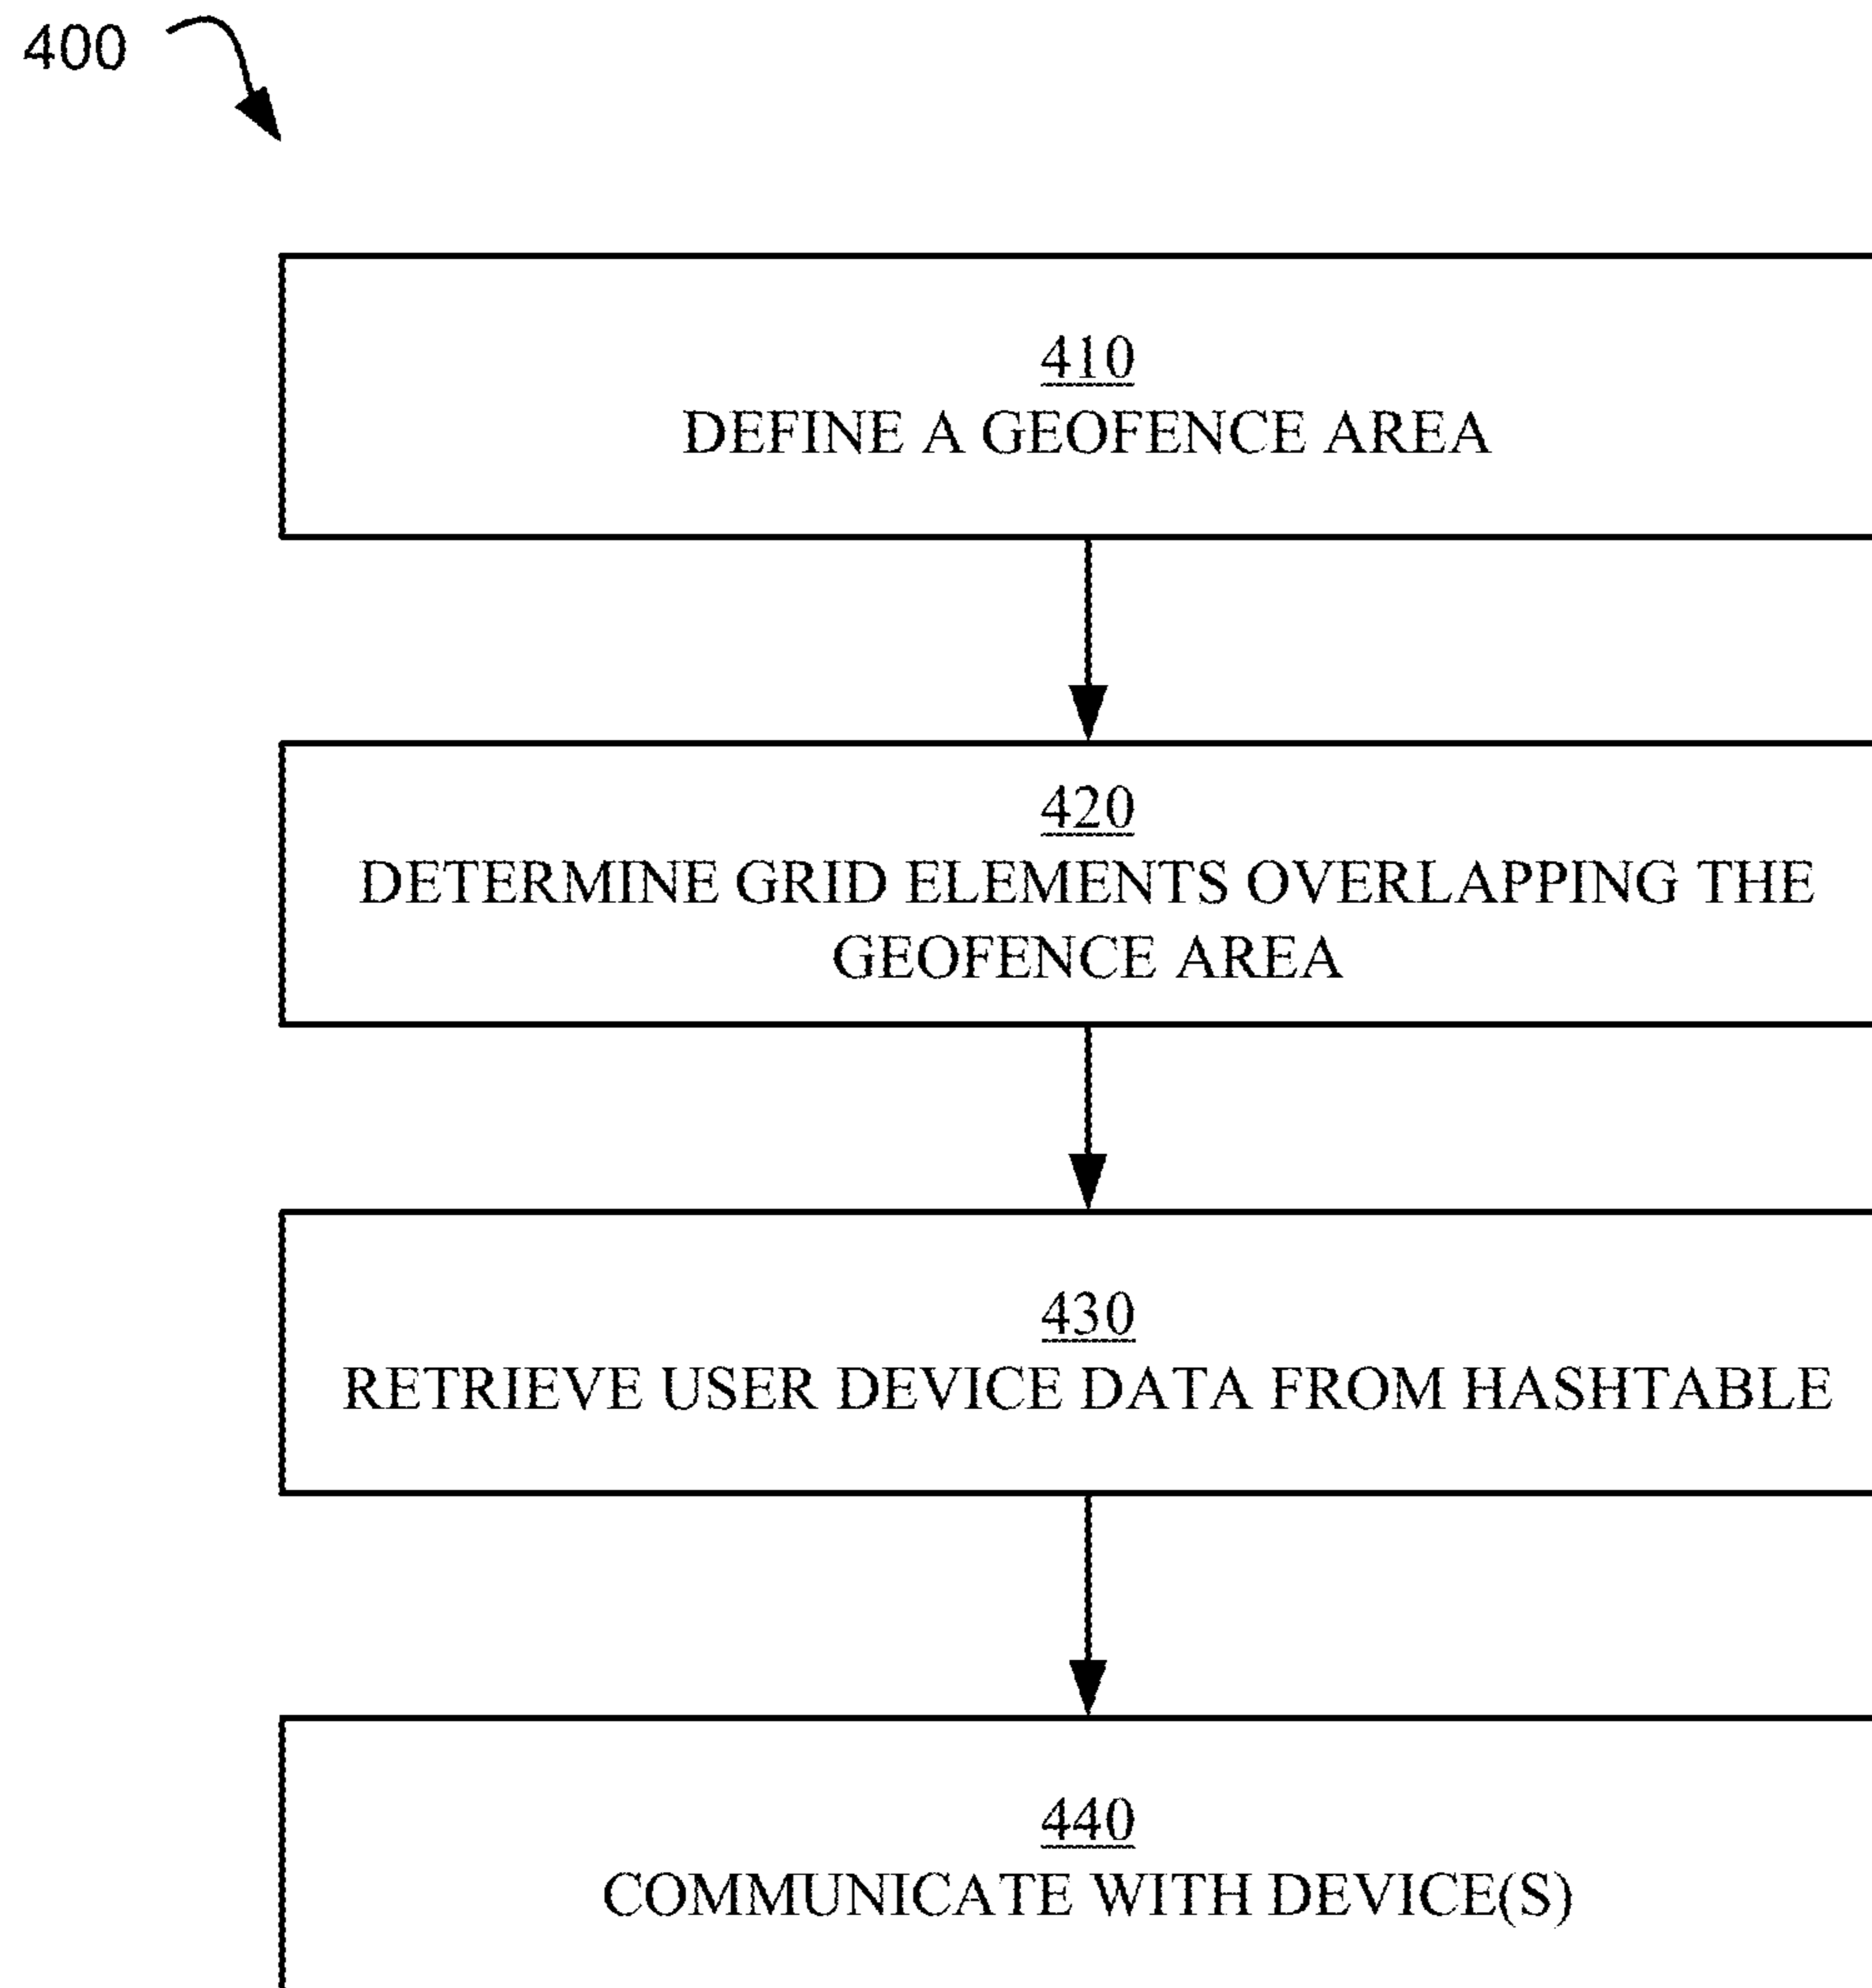 400
410
DEFINE A GEOFENCE AREA
420
DETERMINE GRID ELEMENTS OVERLAPPING THE
GEOFENCE AREA
430
RETRIEVE USER DEVICE DATA FROM HASHTABLE
440
COMMUNICATE WITH DEVICE(S)